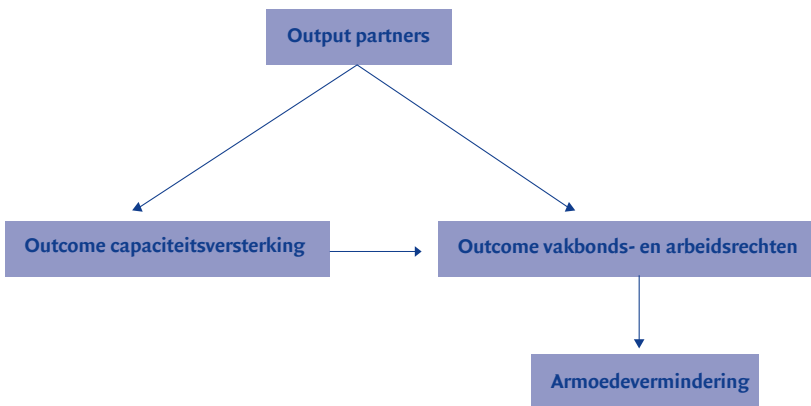 Output partners
Outcome capaciteitsversterking
Outcome vakbonds- en arbeidsrechten
Armoedevermindering